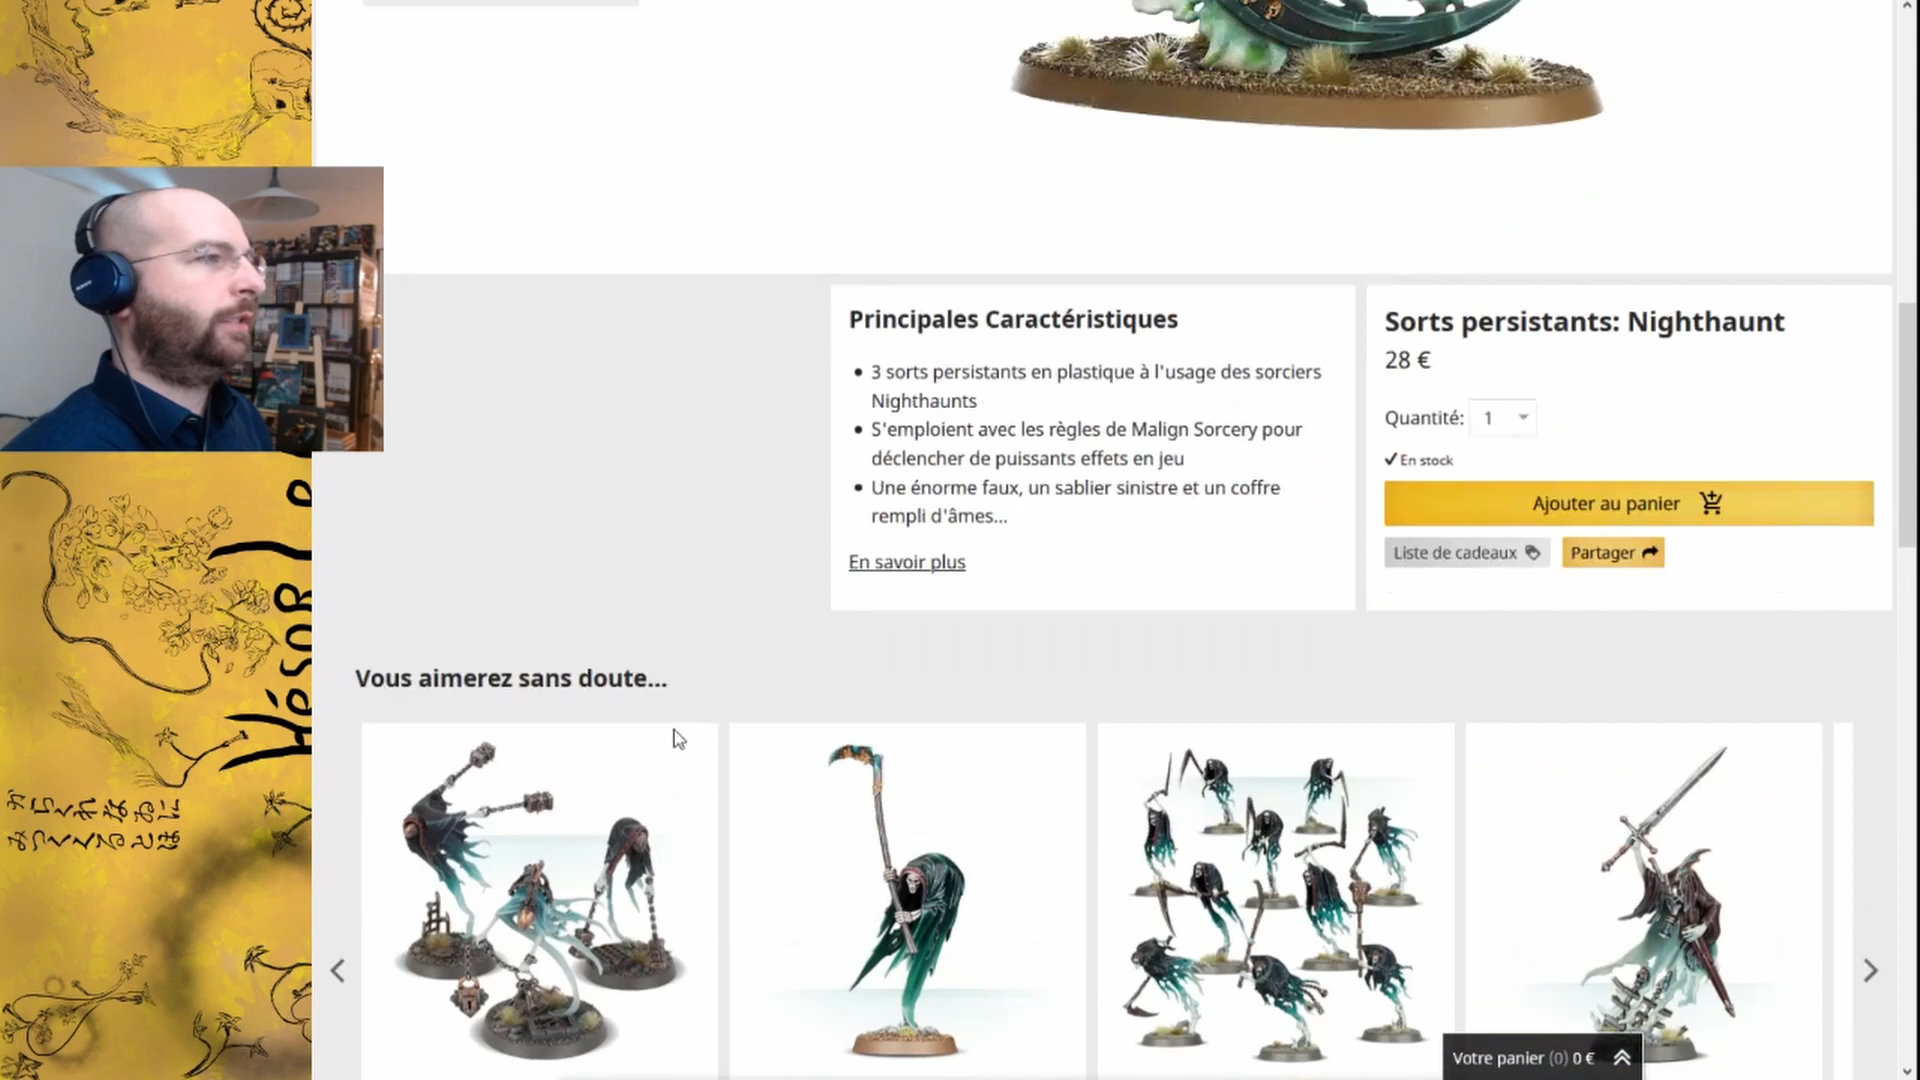 Principales Caractéristiques
3 sorts persistants en plastique à l'usage des sorciers
Nighthaunts
S'emploient avec les règles de Malign Sorcery pour
déclencher de puissants effets en jeu
Une énorme faux, un sablier sinistre et un coffre
rempli d'âmes...
En savoir plus
Sorts persistants: Nighthaunt
28 €
Quantité: 1
En stock
Ajouter au panier
Liste de cadeaux
Partager
Vous aimerez sans doute...
Votre panier (0) 0 €